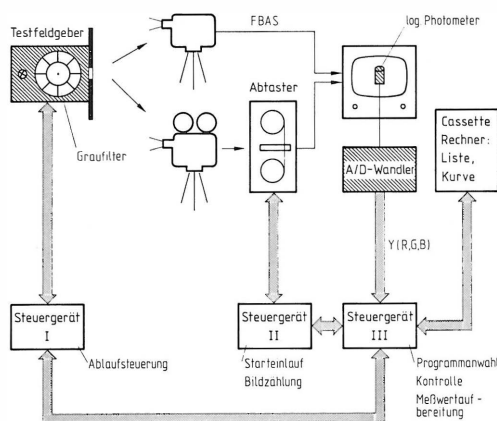 Testfeldgeber
FBAS
log. Photometer
Abtaster
Graufilter
Cassette
Rechner:
Liste,
Kurve
A/D-Wandler
Y(R,G,B)
Steuergerät
I
Steuergerät
II
Steuergerät
III
Ablaufsteuerung
Starteinlauf
Bildzählung
Programmanwahl
Kontrolle
Meßwertauf-
bereitung